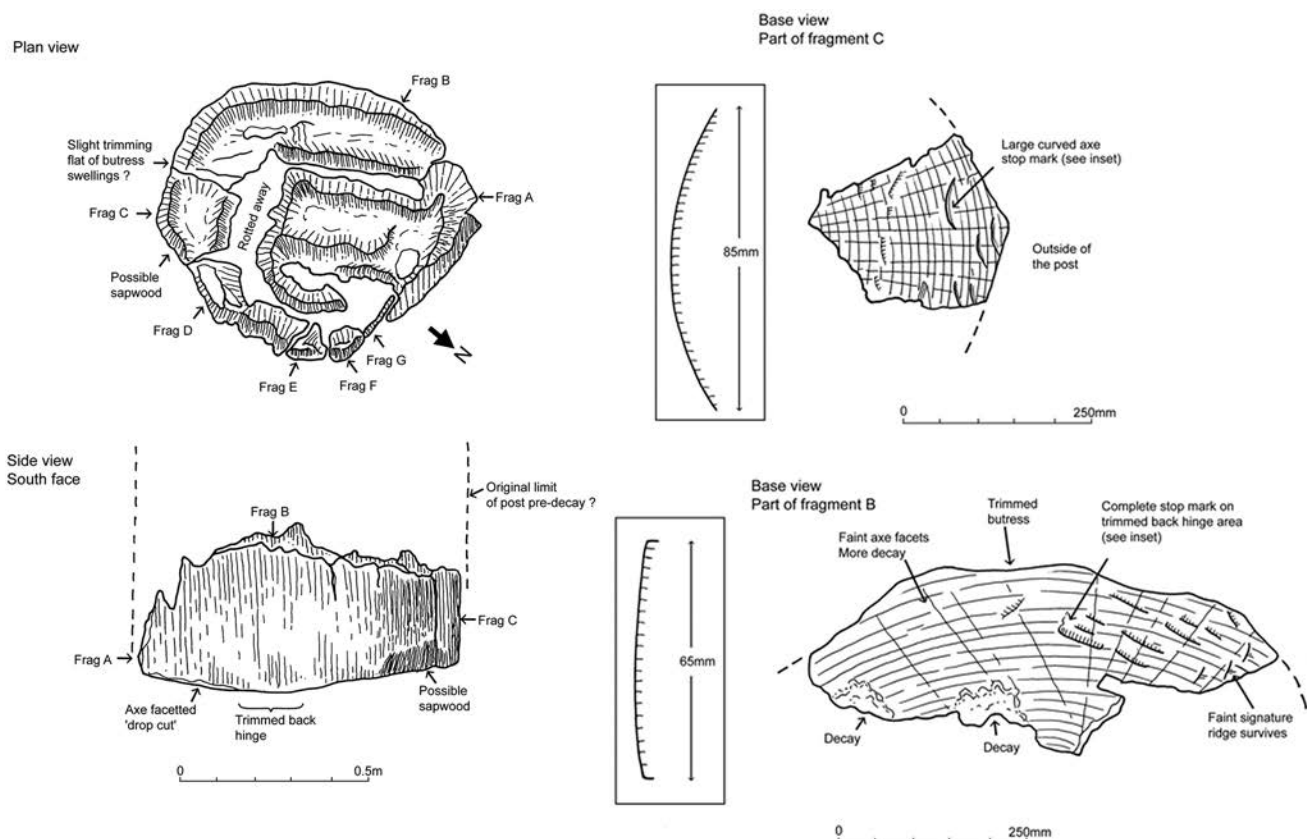 Plan view
Frag B
Slight trimming
flat of butress
swellings ?
Frag A
Frag C
Rotted away
Possible
sapwood
Frag D
Frag G
N
Frag E
Frag F
Base view
Part of fragment C
Large curved axe
stop mark (see inset)
85mm
Outside of
the post
0
250mm
Side view
South face
Original limit
of post pre-decay ?
Frag B
Frag C
Frag A
Possible
sapwood
Axe facetted
'drop cut'
Trimmed back
hinge
0
0.5m
Base view
Part of fragment B
Trimmed
butress
Complete stop mark on
trimmed back hinge area
(see inset)
Faint axe facets
More decay
65mm
Faint signature
ridge survives
Decay
Decay
0
250mm